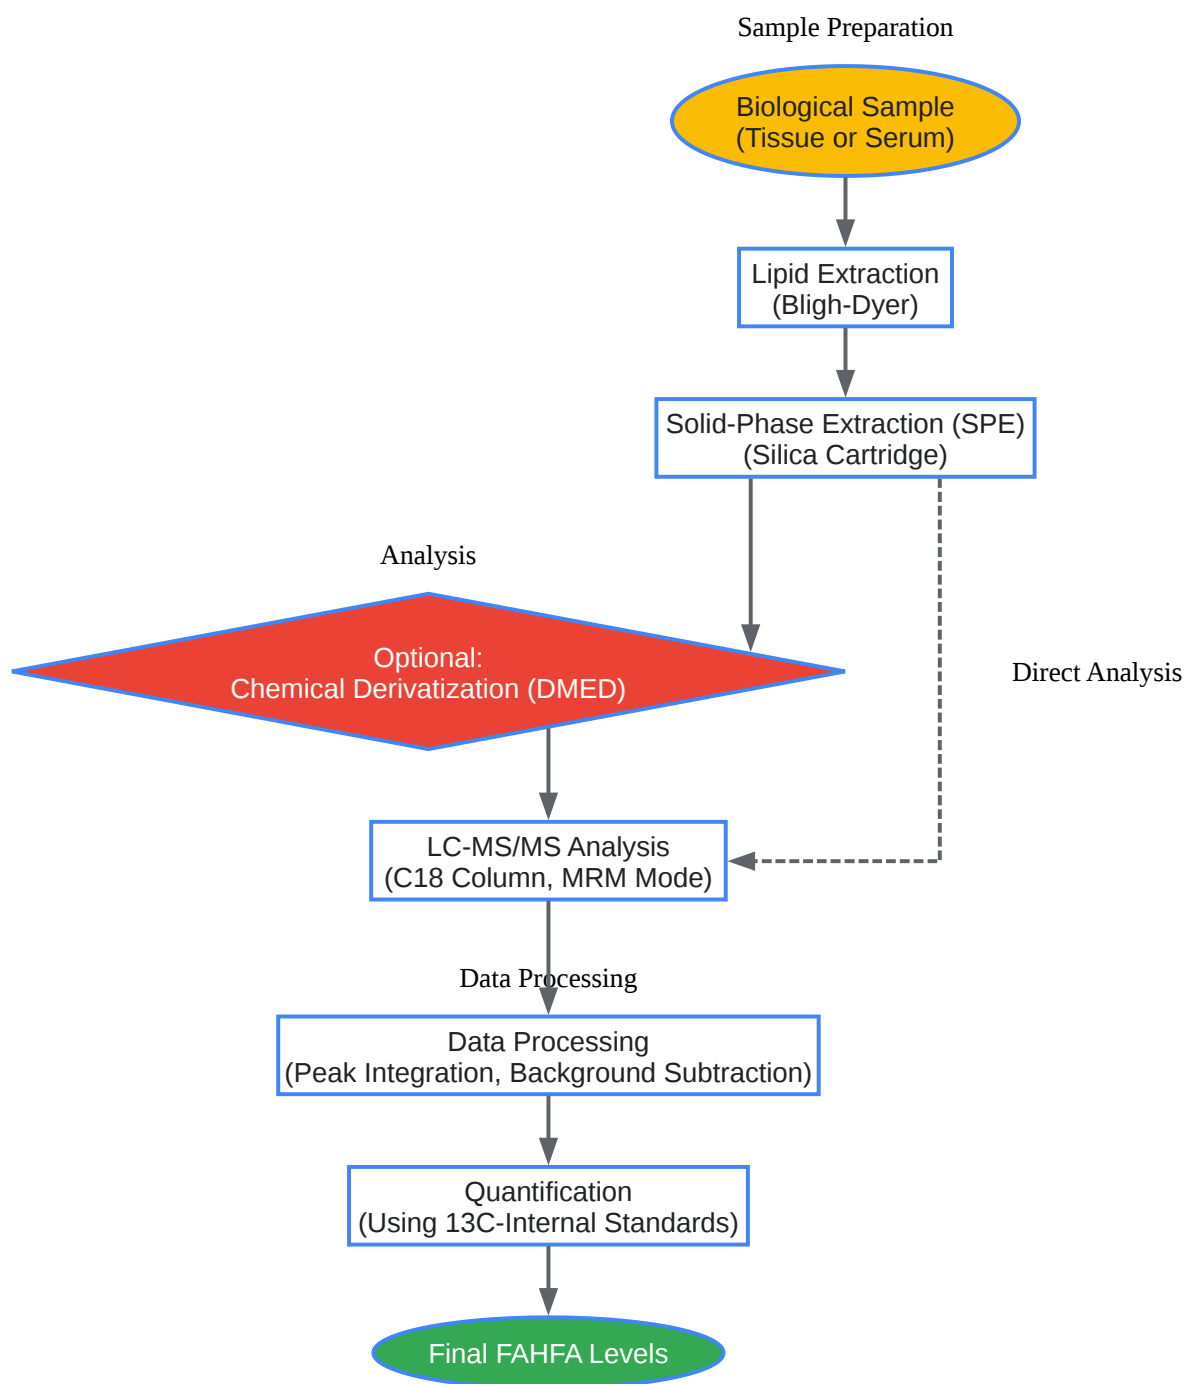 Sample Preparation
Biological Sample
(Tissue or Serum)
Lipid Extraction
(Bligh-Dyer)
Solid-Phase Extraction (SPE)
(Silica Cartridge)
Analysis
Optional:
Chemical Derivatization (DMED)
Direct Analysis
LC-MS/MS Analysis
(C18 Column, MRM Mode)
Data Processing
Data Processing
(Peak Integration, Background Subtraction)
Quantification
(Using 13C-Internal Standards)
Final FAHFA Levels